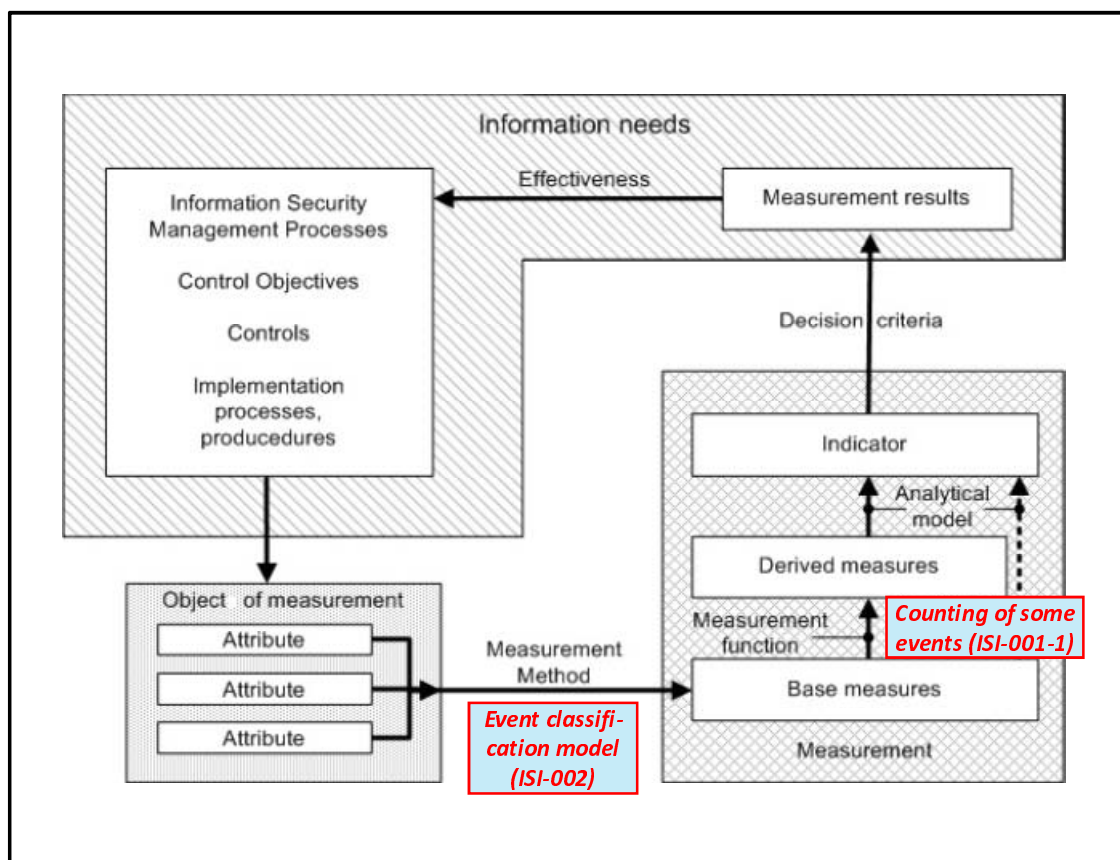 Information needs
Information Security
Management Processes
Control Objectives
Controls
Implementation
processes,
producedures
Effectiveness
Measurement results
Decision criteria
Indicator
Analytical
model
Derived measures
Measurement
function
Counting of some
events (ISI-001-1)
Base measures
Measurement
Object of measurement
Attribute
Attribute
Attribute
Measurement
Method
Event classifi-
cation model
(ISI-002)